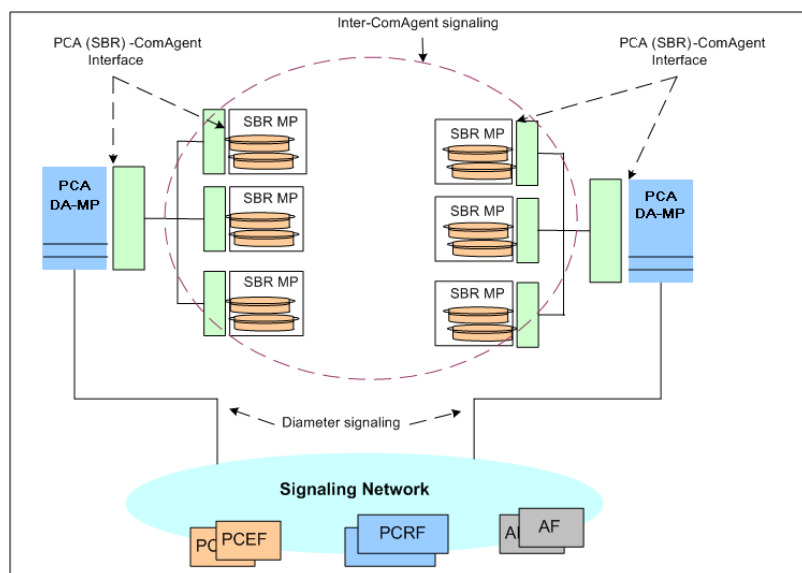 Inter-ComAgent signaling
PCA (SBR) -ComAgent
Interface
PCA (SBR)-ComAgent
Interface
SBR MP
SBR MP
SBR MP
SBR MP
SBR MP
SBR MP
PCA
DA-MP
PCA
DA-MP
Diameter signaling
Signaling Network
PCEF
PCRF
AF